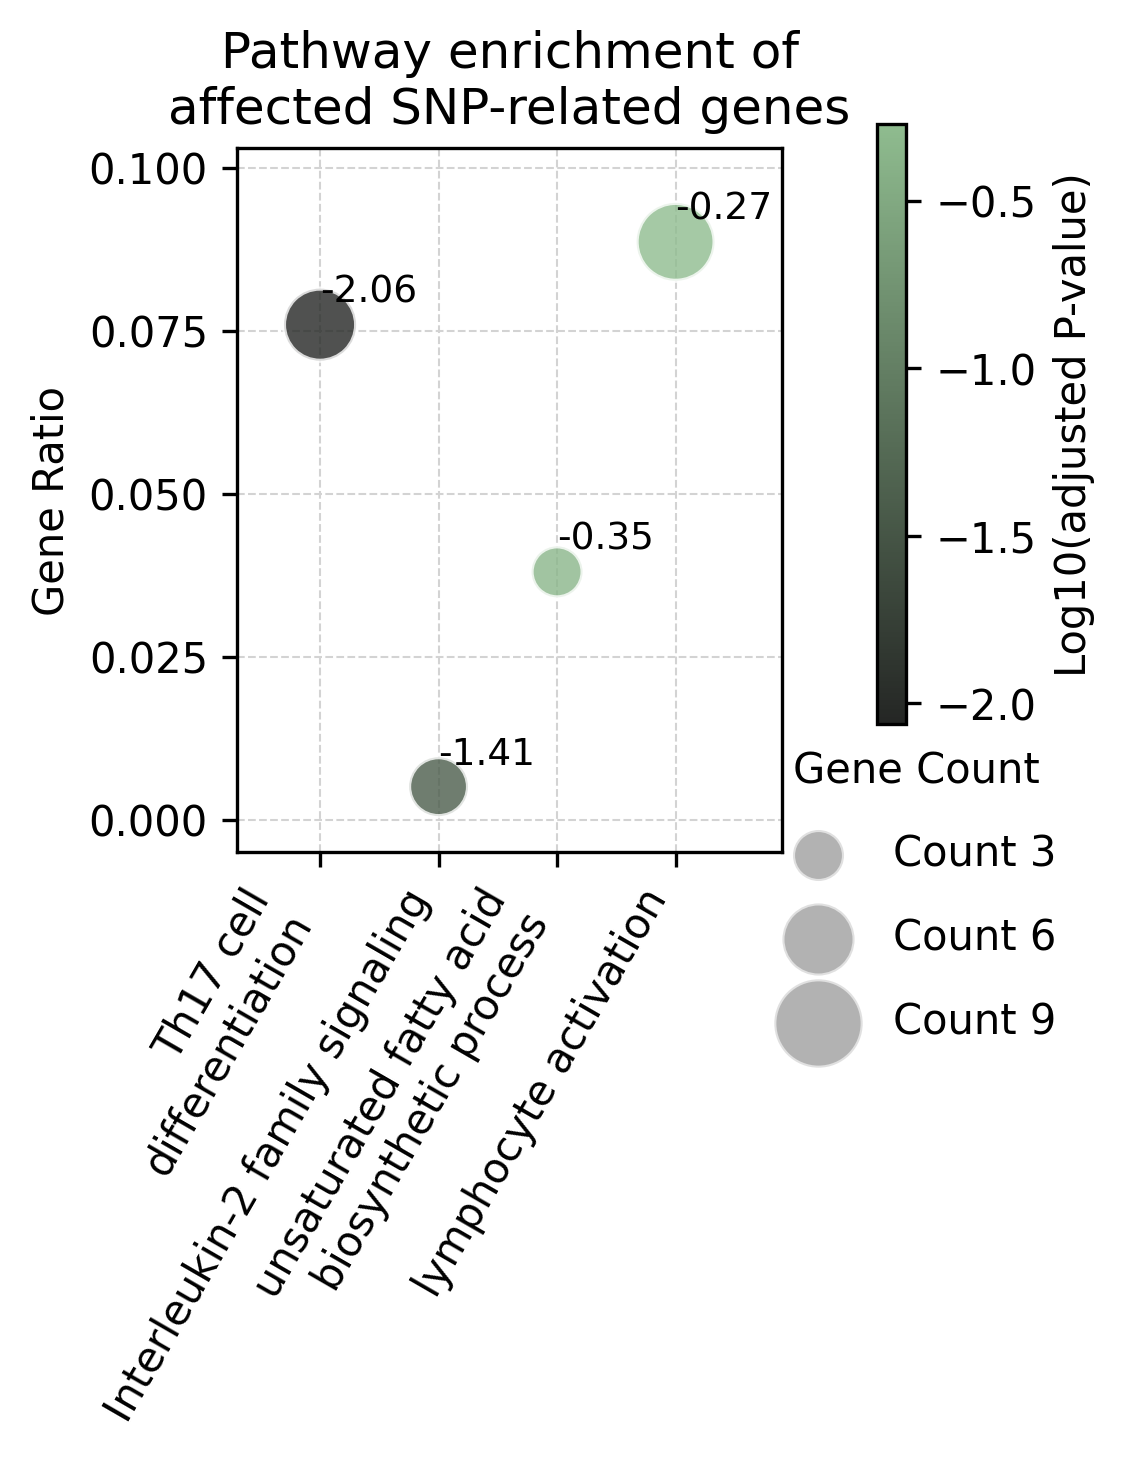 Pathway enrichment of
affected SNP-related genes
0.100
0.075
0.050
0.025
0.000
Gene Ratio
-2.06
-1.41
-0.35
-0.27
Th17 cell
differentiation
Interleukin-2 family signaling
unsaturated fatty acid
biosynthetic process
lymphocyte activation
−0.5
−1.0
−1.5
−2.0
Log10(adjusted P-value)
Gene Count
Count 3
Count 6
Count 9